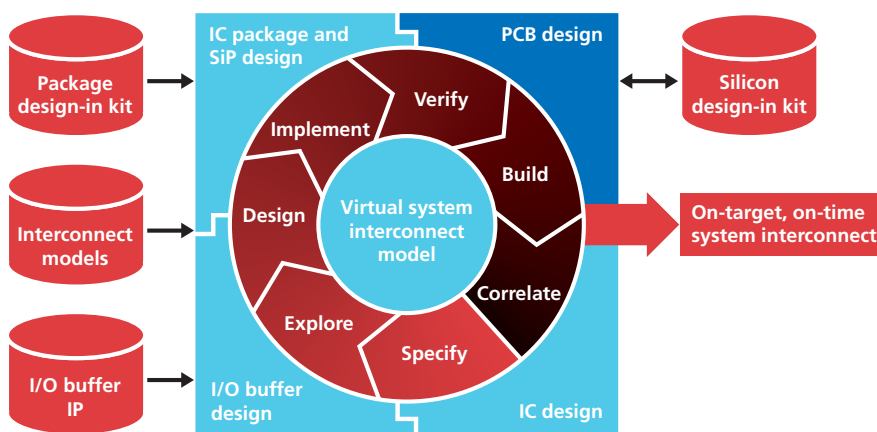 IC package and
SiP design
PCB design
Package
design-in kit
Silicon
design-in kit
Verify
Implement
Build
Design
Virtual system
interconnect
model
Interconnect
models
On-target, on-time
system interconnect
Correlate
Explore
Specify
I/O buffer
IP
I/O buffer
design
IC design